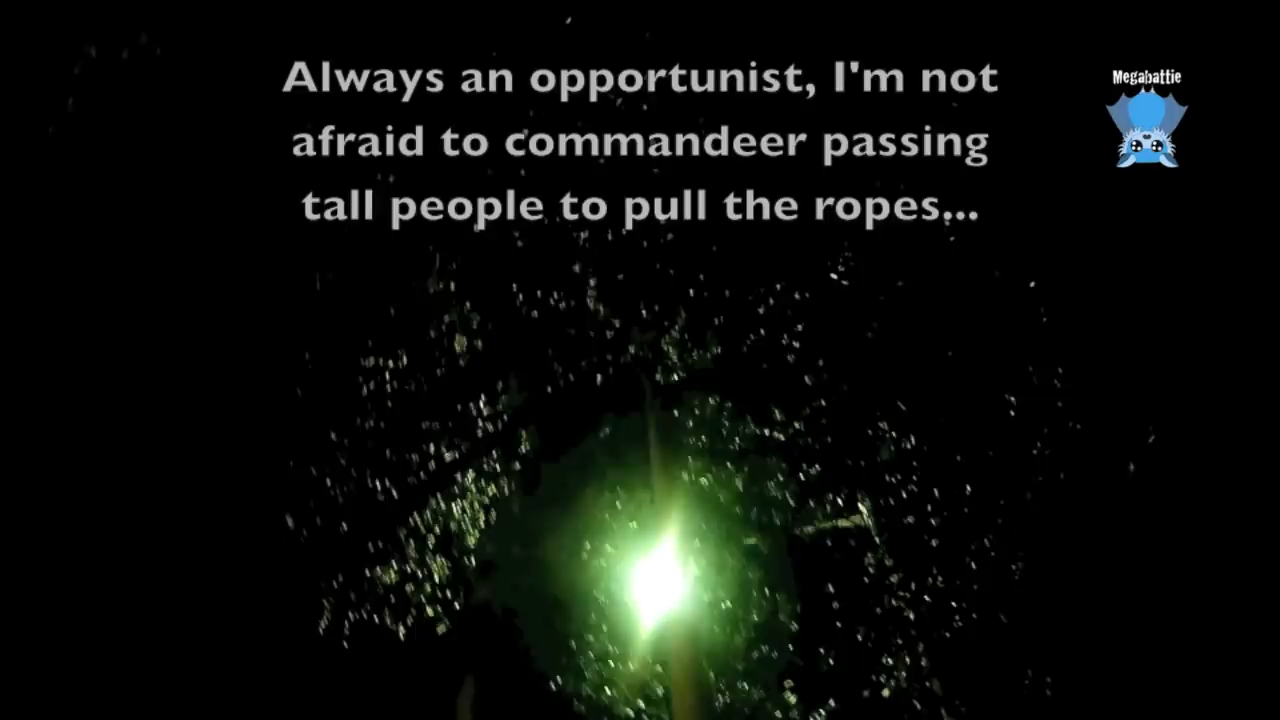 Always an opportunist, I'm not
afraid to commandeer passing
tall people to pull the ropes...
Megabattie